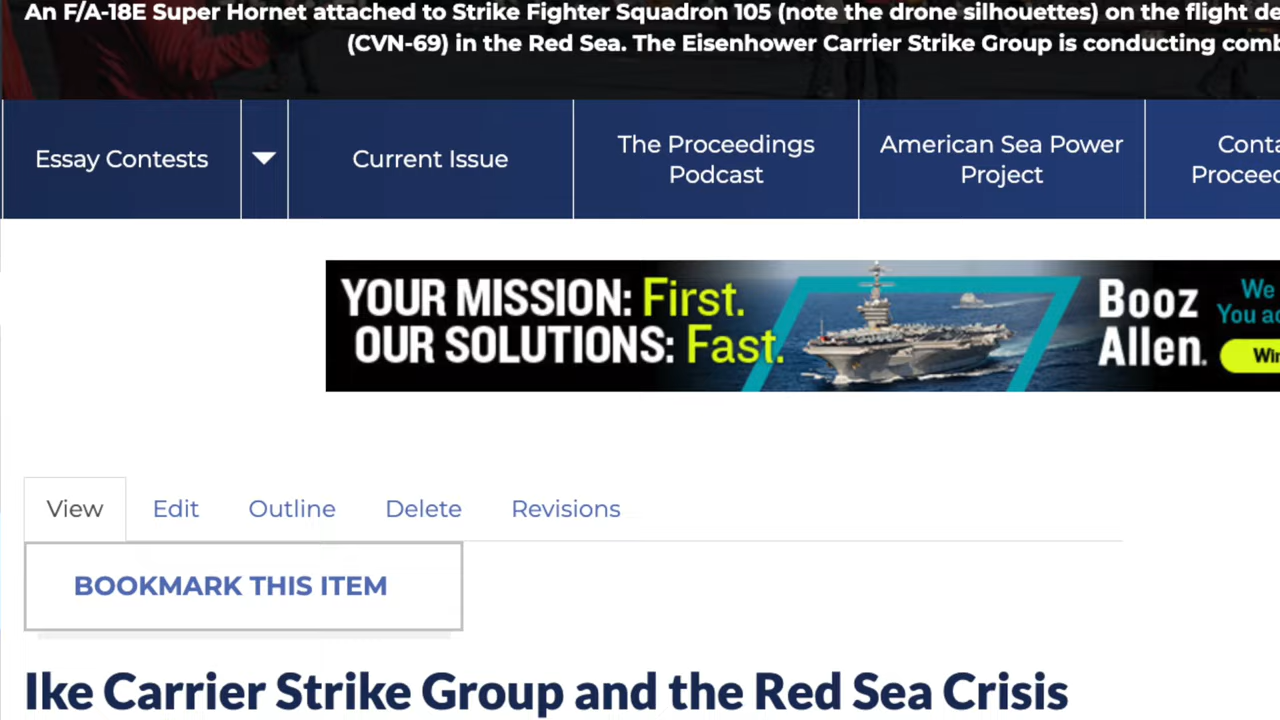 An F/A-18E Super Hornet attached to Strike Fighter Squadron 105 (note the drone silhouettes) on the flight de
(CVN-69) in the Red Sea. The Eisenhower Carrier Strike Group is conducting comb
Essay Contests
Current Issue
The Proceedings
Podcast
American Sea Power
Project
Conta
Proceed
YOUR MISSION: First.
OUR SOLUTIONS: Fast.
Booz
Allen.
We
You ad
Win
View Edit Outline Delete Revisions
BOOKMARK THIS ITEM
Ike Carrier Strike Group and the Red Sea Crisis